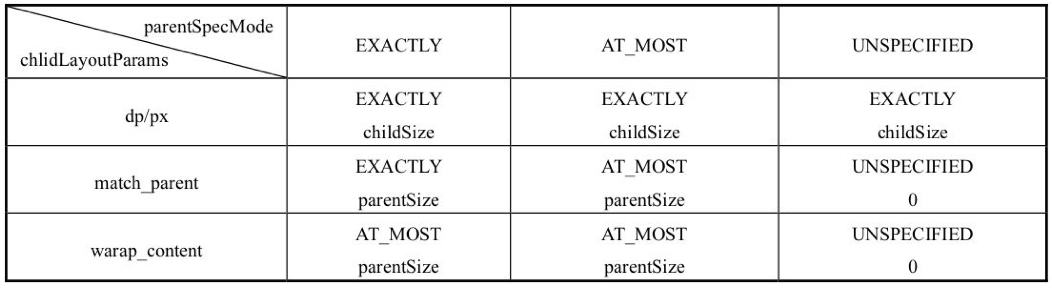 parentSpecMode
chlidLayoutParams
EXACTLY
AT_MOST
UNSPECIFIED
dp/px
EXACTLY
childSize
EXACTLY
childSize
EXACTLY
childSize
match_parent
EXACTLY
parentSize
AT_MOST
parentSize
UNSPECIFIED
0
warap_content
AT_MOST
parentSize
AT_MOST
parentSize
UNSPECIFIED
0